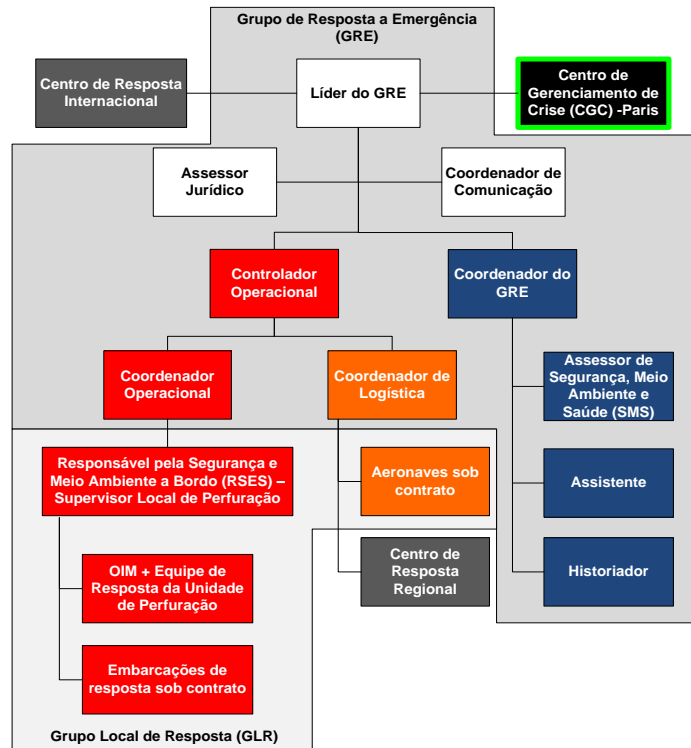 Grupo de Resposta a Emergência
(GRE)
Centro de Resposta
Internacional
Líder do GRE
Centro de
Gerenciamento de
Crise (CGC) -Paris
Assessor
Jurídico
Coordenador de
Comunicação
Controlador
Operacional
Coordenador do
GRE
Coordenador
Operacional
Coordenador de
Logística
Assessor de
Segurança, Meio
Ambiente e
Saúde (SMS)
Responsável pela Segurança e
Meio Ambiente a Bordo (RSES) –
Supervisor Local de Perfuração
Aeronaves sob
contrato
Assistente
OIM + Equipe de
Resposta da Unidade
de Perfuração
Centro de
Resposta
Regional
Historiador
Embarcações de
resposta sob contrato
Grupo Local de Resposta (GLR)